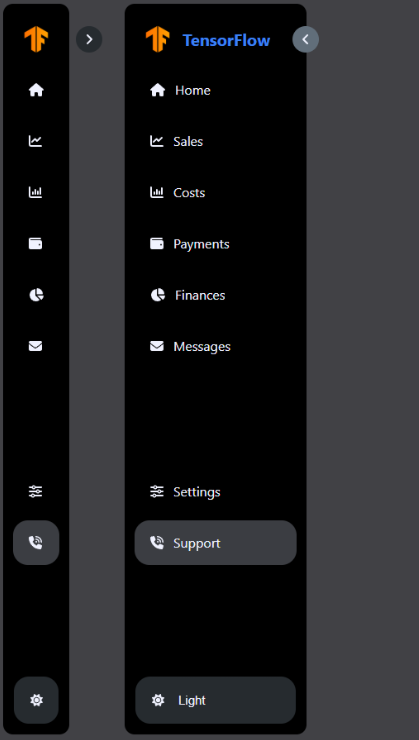 TensorFlow
Home
Sales
Costs
Payments
Finances
Messages
Settings
Support
Light